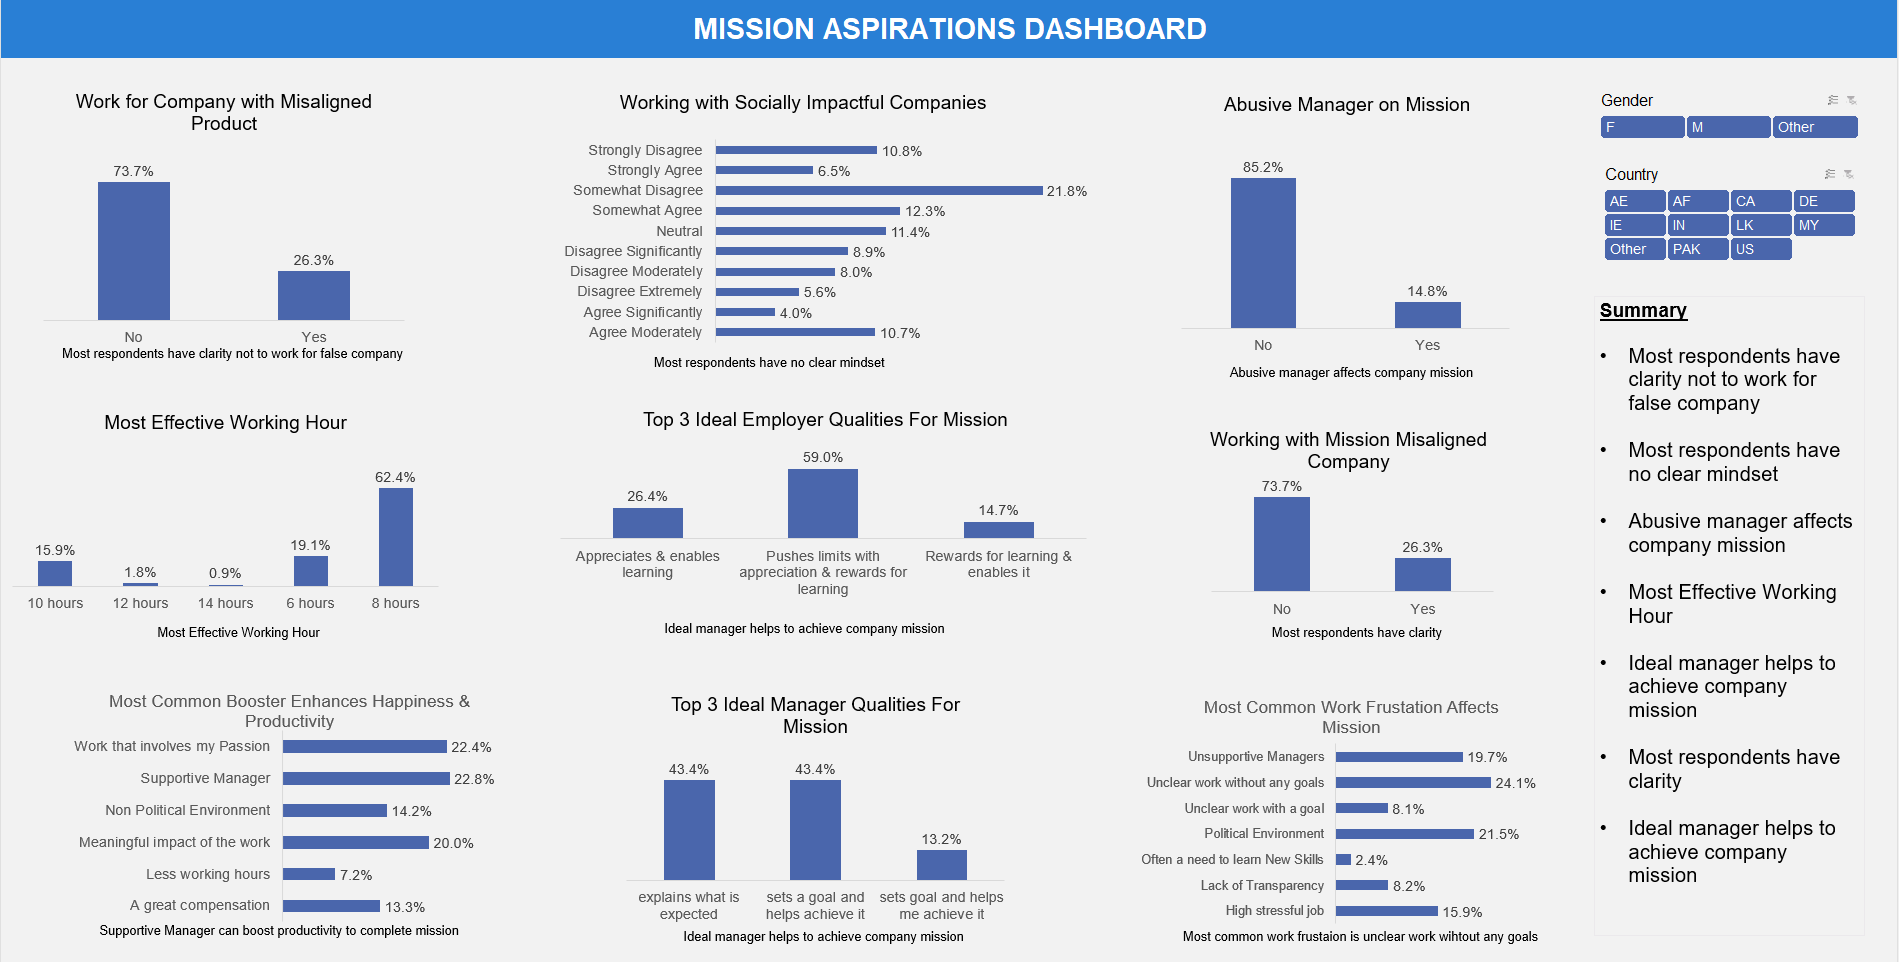 MISSION ASPIRATIONS DASHBOARD
Work for Company with Misaligned
Product
73.7%
26.3%
No
Yes
Most respondents have clarity not to work for false company
Working with Socially Impactful Companies
Strongly Disagree 10.8%
Strongly Agree 6.5%
Somewhat Disagree 21.8%
Somewhat Agree 12.3%
Neutral 11.4%
Disagree Significantly 8.9%
Disagree Moderately 8.0%
Disagree Extremely 5.6%
Agree Significantly 4.0%
Agree Moderately 10.7%
Most respondents have no clear mindset
Abusive Manager on Mission
85.2%
14.8%
No
Yes
Abusive manager affects company mission
Gender
F M Other
Country
AE AF CA DE
IE IN LK MY
Other PAK US
Most Effective Working Hour
15.9% 1.8% 0.9% 19.1% 62.4%
10 hours 12 hours 14 hours 6 hours 8 hours
Most Effective Working Hour
Top 3 Ideal Employer Qualities For Mission
26.4% 59.0% 14.7%
Appreciates & enables
learning
Pushes limits with
appreciation & rewards for
learning
Rewards for learning &
enables it
Ideal manager helps to achieve company mission
Working with Mission Misaligned
Company
73.7%
26.3%
No
Yes
Most respondents have clarity
Most Common Booster Enhances Happiness &
Productivity
Work that involves my Passion 22.4%
Supportive Manager 22.8%
Non Political Environment 14.2%
Meaningful impact of the work 20.0%
Less working hours 7.2%
A great compensation 13.3%
Supportive Manager can boost productivity to complete mission
Top 3 Ideal Manager Qualities For
Mission
43.4% 43.4% 13.2%
explains what is
expected
sets a goal and
helps achieve it
sets goal and helps
me achieve it
Ideal manager helps to achieve company mission
Most Common Work Frustation Affects
Mission
Unsupportive Managers 19.7%
Unclear work without any goals 24.1%
Unclear work with a goal 8.1%
Political Environment 21.5%
Often a need to learn New Skills 2.4%
Lack of Transparency 8.2%
High stressful job 15.9%
Most common work frustaion is unclear work wihtout any goals
Summary
• Most respondents have
clarity not to work for
false company
• Most respondents have
no clear mindset
• Abusive manager affects
company mission
• Most Effective Working
Hour
• Ideal manager helps to
achieve company
mission
• Most respondents have
clarity
• Ideal manager helps to
achieve company
mission